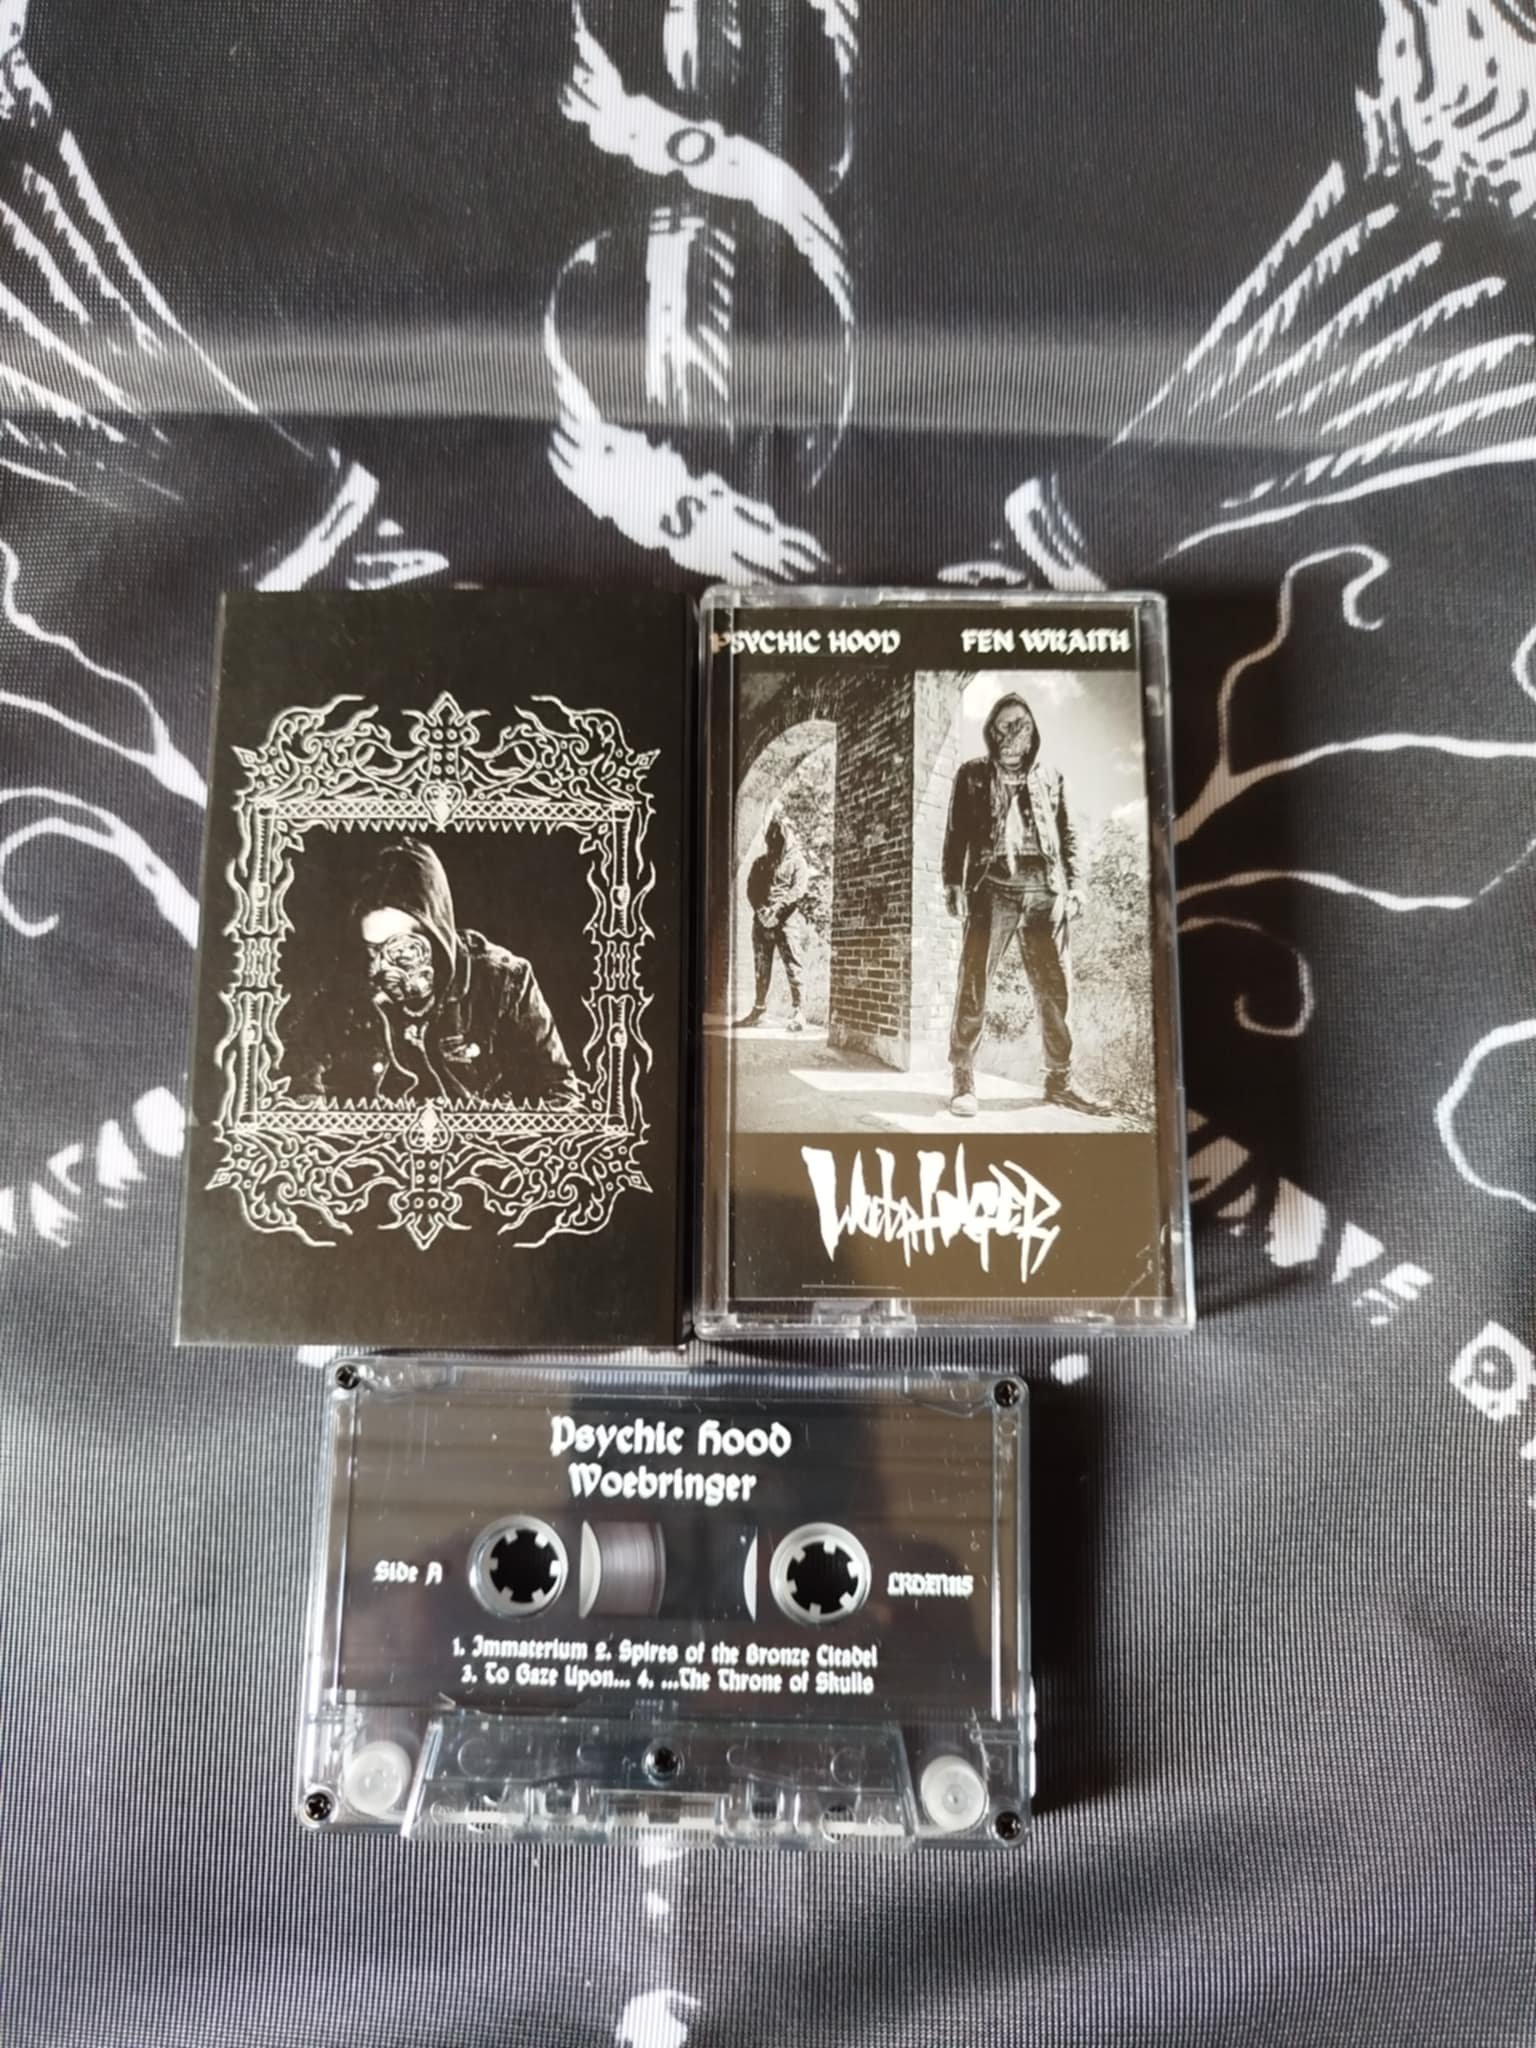 O
S
PSYCHIC HOOD FEN WRAITH
WOEBRINGER
Psychic Hood
Woebringer
Side A
1. Immaterium 2. Spires of the Bronze Citadel
3. To Gaze Upon... 4. ...The Throne of Skulls